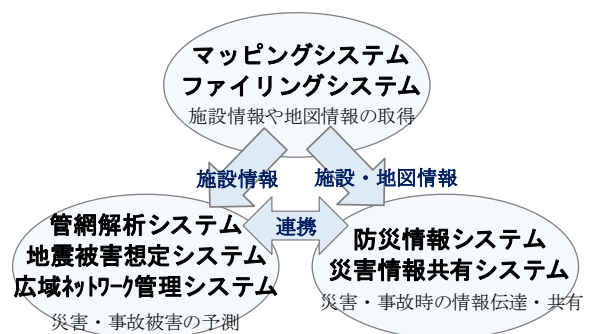 マッピングシステム
ファイリングシステム
施設情報や地図情報の取得
施設情報
施設・地図情報
管網解析システム
地震被害想定システム
広域ﾈｯﾄﾜｰｸ管理システム
災害・事故被害の予測
連携
防災情報システム
災害情報共有システム
災害・事故時の情報伝達・共有